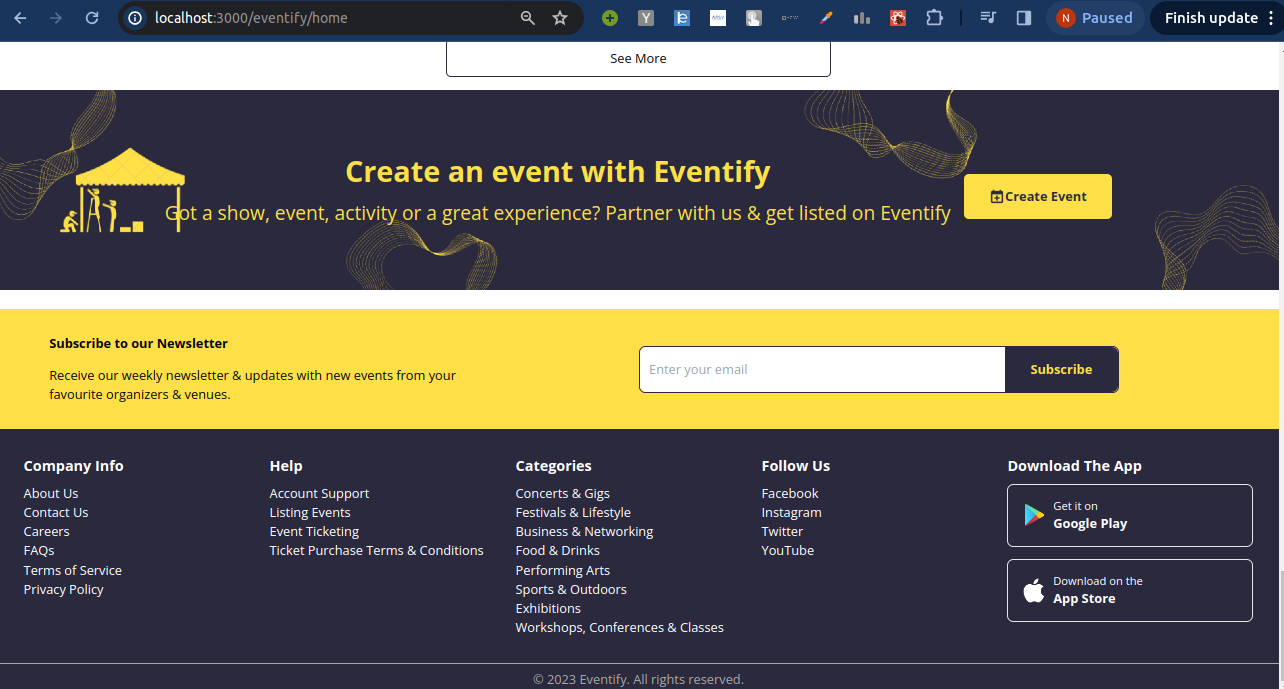 localhost:3000/eventify/home
N Paused
Finish update
See More
Create an event with Eventify
Got a show, event, activity or a great experience? Partner with us & get listed on Eventify
Create Event
Subscribe to our Newsletter
Receive our weekly newsletter & updates with new events from your
favourite organizers & venues.
Enter your email
Subscribe
Company Info
About Us
Contact Us
Careers
FAQs
Terms of Service
Privacy Policy
Help
Account Support
Listing Events
Event Ticketing
Ticket Purchase Terms & Conditions
Categories
Concerts & Gigs
Festivals & Lifestyle
Business & Networking
Food & Drinks
Performing Arts
Sports & Outdoors
Exhibitions
Workshops, Conferences & Classes
Follow Us
Facebook
Instagram
Twitter
YouTube
Download The App
Get it on
Google Play
Download on the
App Store
© 2023 Eventify. All rights reserved.